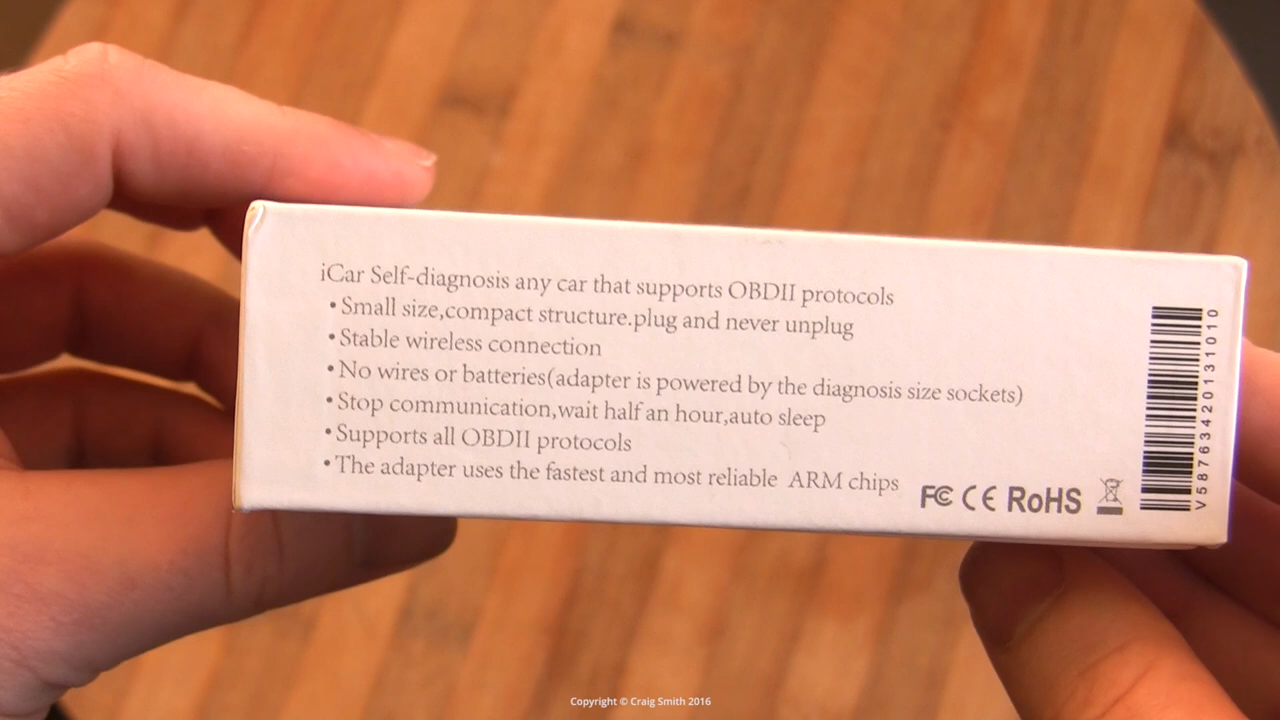 iCar Self-diagnosis any car that supports OBDII protocols
•Small size,compact structure.plug and never unplug
•Stable wireless connection
•No wires or batteries(adapter is powered by the diagnosis size sockets)
•Stop communication,wait half an hour,auto sleep
•Supports all OBDII protocols
•The adapter uses the fastest and most reliable ARM chips
FC CE RoHS
V58763420131010
Copyright © Craig Smith 2016